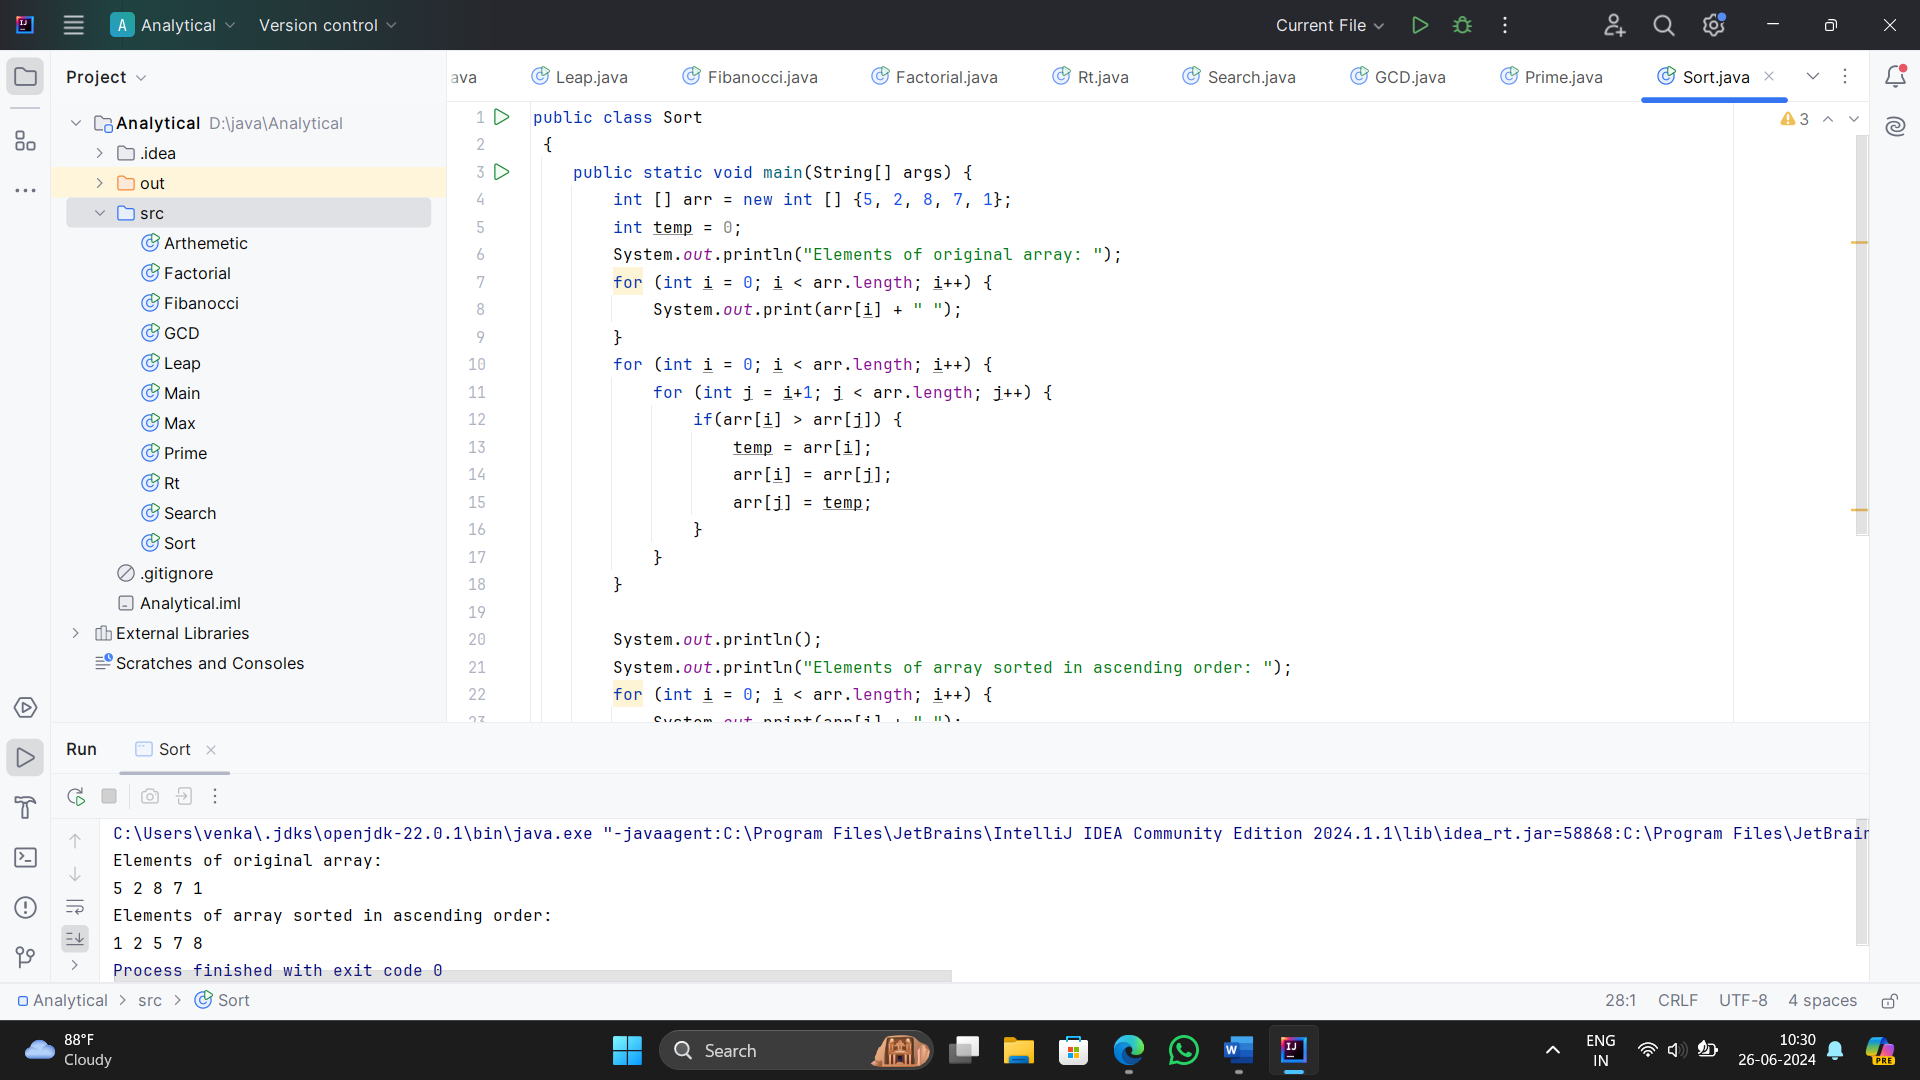 Analytical
Version control
Current File
Project
ava
Leap.java
Fibanocci.java
Factorial.java
Rt.java
Search.java
GCD.java
Prime.java
Sort.java
Analytical D:\java\Analytical
.idea
out
src
Arthemetic
Factorial
Fibanocci
GCD
Leap
Main
Max
Prime
Rt
Search
Sort
.gitignore
Analytical.iml
External Libraries
Scratches and Consoles
3
1 public class Sort
2 {
3 public static void main(String[] args) {
4 int [] arr = new int [] {5, 2, 8, 7, 1};
5 int temp = 0;
6 System.out.println("Elements of original array: ");
7 for (int i = 0; i < arr.length; i++) {
8 System.out.print(arr[i] + " ");
9 }
10 for (int i = 0; i < arr.length; i++) {
11 for (int j = i+1; j < arr.length; j++) {
12 if(arr[i] > arr[j]) {
13 temp = arr[i];
14 arr[i] = arr[j];
15 arr[j] = temp;
16 }
17 }
18 }
19
20 System.out.println();
21 System.out.println("Elements of array sorted in ascending order: ");
22 for (int i = 0; i < arr.length; i++) {
23 System.out.print(arr[i] + " ");
Run
Sort
C:\Users\venka\.jdks\openjdk-22.0.1\bin\java.exe "-javaagent:C:\Program Files\JetBrains\IntelliJ IDEA Community Edition 2024.1.1\lib\idea_rt.jar=58868:C:\Program Files\JetBrain
Elements of original array:
5 2 8 7 1
Elements of array sorted in ascending order:
1 2 5 7 8
Process finished with exit code 0
Analytical > src > Sort
28:1 CRLF UTF-8 4 spaces
88°F
Cloudy
Search
ENG
IN
10:30
26-06-2024
PRE